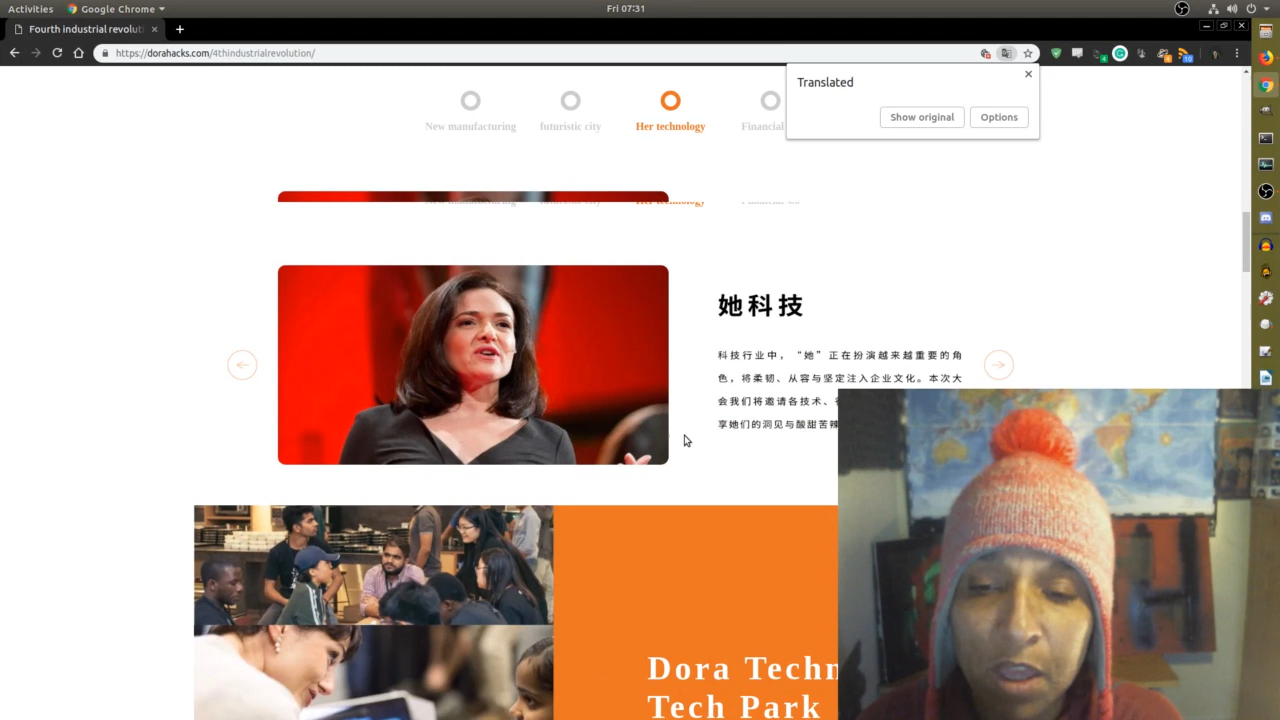 Activities
Google Chrome
Fri 07:31
Fourth industrial revoluti
https://dorahacks.com/4thindustrialrevolution/
Translated
Show original
Options
New manufacturing
futuristic city
Her technology
Financial
她科技
科技行业中，“她”正在扮演越来越重要的角
色，将柔韧、从容与坚定注入企业文化。本次大
会我们将邀请各技术、
享她们的洞见与酸甜苦辣
Dora Techn
Tech Park